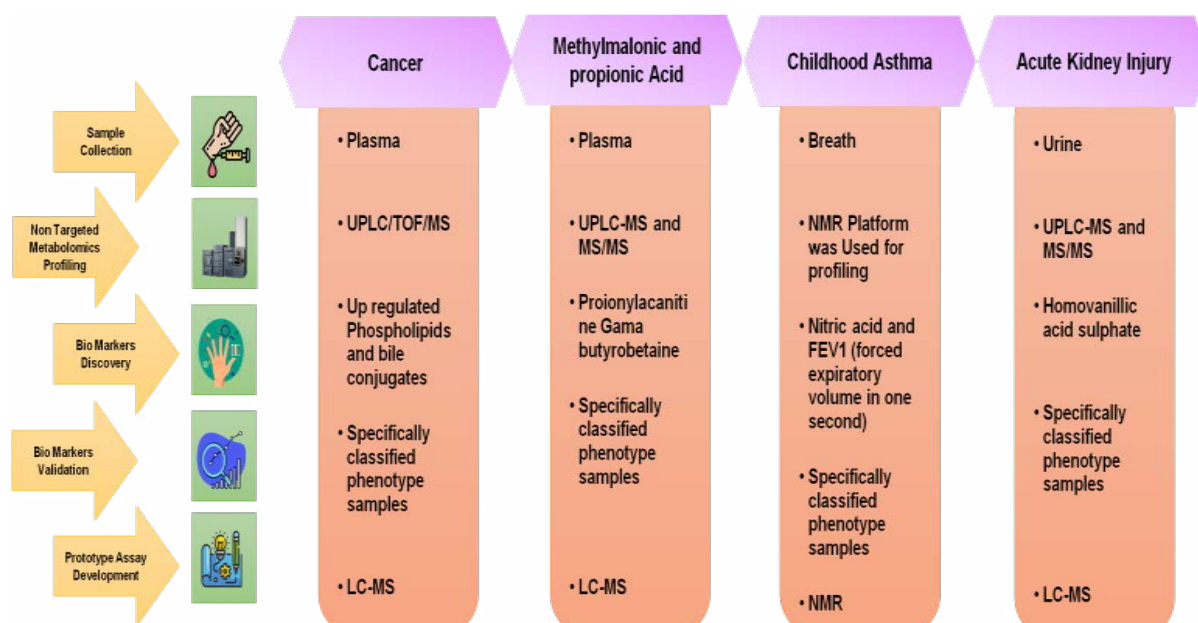 Cancer
Methylmalonic and
propionic Acid
Childhood Asthma
Acute Kidney Injury
Sample
Collection
• Plasma
• Plasma
• Breath
• Urine
Non Targeted
Metabolomics
Profiling
• UPLC/TOF/MS
• UPLC-MS and
MS/MS
• NMR Platform
was Used for
profiling
• UPLC-MS and
MS/MS
Bio Markers
Discovery
• Up regulated
Phospholipids
and bile
conjugates
• Proionylacaniti
ne Gama
butyrobetaine
• Nitric acid and
FEV1 (forced
expiratory
volume in one
second)
• Homovanillic
acid sulphate
Bio Markers
Validation
• Specifically
classified
phenotype
samples
• Specifically
classified
phenotype
samples
• Specifically
classified
phenotype
samples
• Specifically
classified
phenotype
samples
Prototype Assay
Development
• LC-MS
• LC-MS
• NMR
• LC-MS